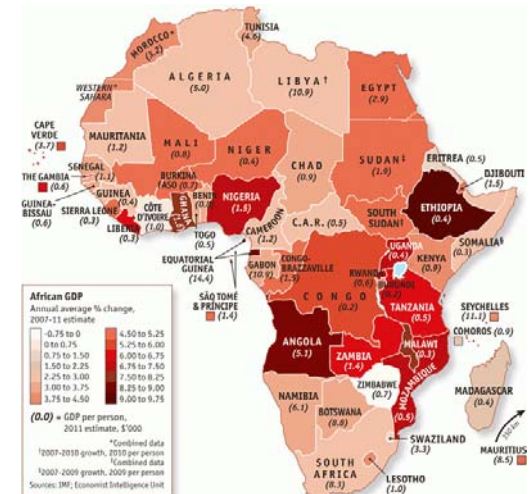 TUNISIA
(4.6)
MOROCCO*
(3.2)
ALGERIA
(5.0)
LIBYA†
(10.9)
EGYPT
(2.9)
WESTERN*
SAHARA
CAPE
VERDE
(3.7)
MAURITANIA
(1.2)
MALI
(0.8)
NIGER
(0.4)
CHAD
(0.9)
SUDAN‡
(1.9)
ERITREA (0.5)
SENEGAL
(1.1)
THE GAMBIA
(0.6)
BURKINA
FASO (0.7)
DJIBOUTI
(1.5)
GUINEA-
BISSAU (0.6)
GUINEA
(0.4)
CÔTE
D'IVOIRE
(1.0)
GHANA
BENIN
NIGERIA
(1.5)
ETHIOPIA
(0.4)
SIERRA LEONE
(0.3)
LIBERIA
(0.3)
TOGO
(0.5)
CAMEROON
(1.2)
C.A.R. (0.5)
SOUTH
SUDAN‡
SOMALIA§
(0.3)
EQUATORIAL
GUINEA
(14.4)
GABON
(10.9)
CONGO-
BRAZZAVILLE
UGANDA
(0.4)
KENYA
(0.9)
RWANDA
(0.6)
BURUNDI
SÃO TOMÉ
& PRÍNCIPE
(1.4)
CONGO
(0.2)
TANZANIA
(0.5)
SEYCHELLES
(11.1)
COMOROS (0.9)
ANGOLA
(5.1)
ZAMBIA
(1.4)
MALAWI
(0.3)
MOZAMBIQUE
(0.5)
ZIMBABWE
(0.7)
MADAGASCAR
(0.4)
NAMIBIA
(6.1)
BOTSWANA
(8.8)
MAURITIUS
(8.5)
SWAZILAND
(3.3)
SOUTH
AFRICA
(8.3)
LESOTHO
(1.0)
African GDP
Annual average % change,
2007-11 estimate
-0.75 to 0
0 to 0.75
0.75 to 1.50
1.50 to 2.25
2.25 to 3.00
3.00 to 3.75
3.75 to 4.50
4.50 to 5.25
5.25 to 6.00
6.00 to 6.75
6.75 to 7.50
7.50 to 8.25
8.25 to 9.00
9.00 to 9.75
(0.0) = GDP per person,
2011 estimate, $'000
*Combined data
†2007-2010 growth, 2010 per person
‡Combined data
§2007-2009 growth, 2009 per person
Sources: IMF; Economist Intelligence Unit